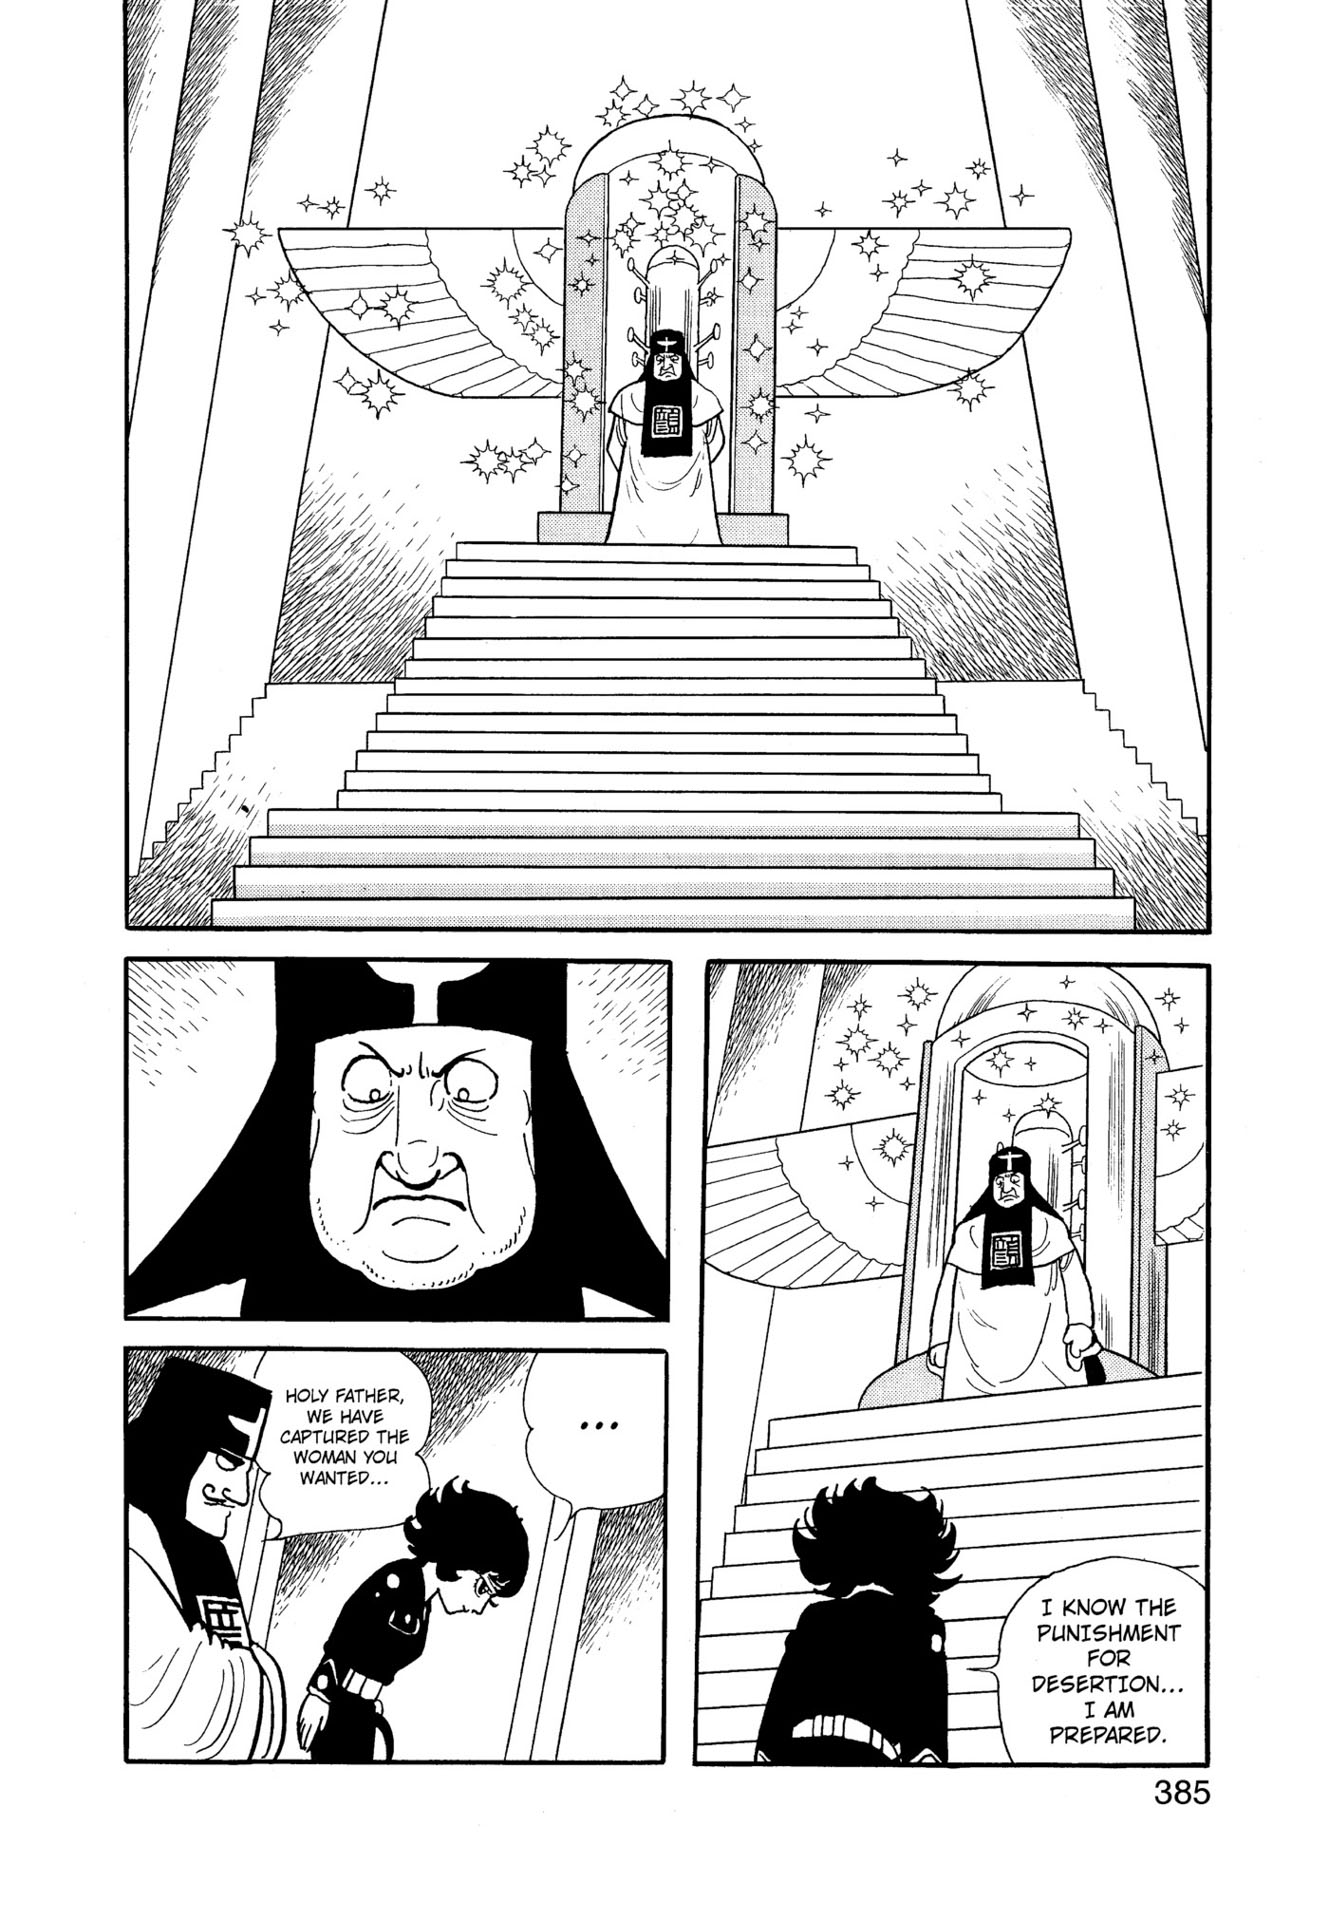 HOLY FATHER,
WE HAVE
CAPTURED THE
WOMAN YOU
WANTED...
...
I KNOW THE
PUNISHMENT
FOR
DESERTION...
I AM
PREPARED.
385